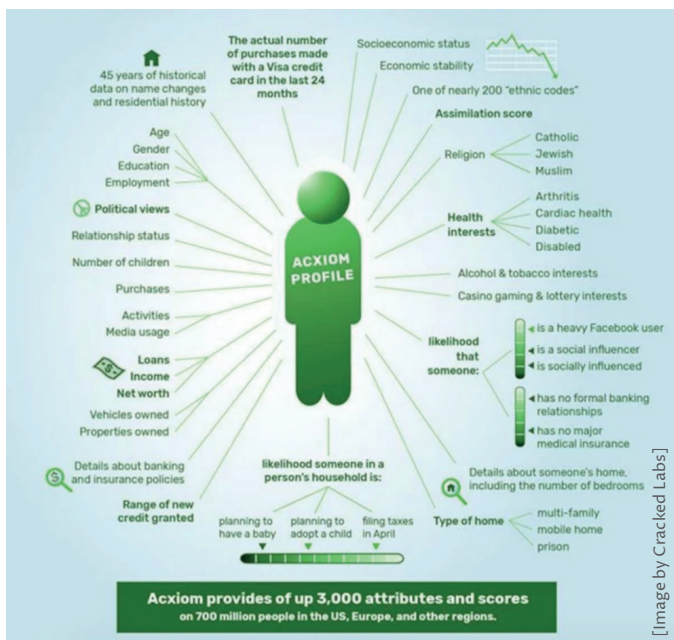 45 years of historical
data on name changes
and residential history
The actual number
of purchases made
with a Visa credit
card in the last 24
months
Socioeconomic status
Economic stability
One of nearly 200 “ethnic codes”
Assimilation score
Religion
Catholic
Jewish
Muslim
Age
Gender
Education
Employment
Political views
Relationship status
Number of children
Purchases
Activities
Media usage
Loans
Income
Net worth
Vehicles owned
Properties owned
Details about banking
and insurance policies
Range of new
credit granted
ACXIOM
PROFILE
Health
interests
Arthritis
Cardiac health
Diabetic
Disabled
Alcohol & tobacco interests
Casino gaming & lottery interests
likelihood
that
someone:
is a heavy Facebook user
is a social influencer
is socially influenced
has no formal banking
relationships
has no major
medical insurance
Details about someone's home,
including the number of bedrooms
Type of home
multi-family
mobile home
prison
likelihood someone in a
person's household is:
planning to
have a baby
planning to
adopt a child
filing taxes
in April
Acxiom provides of up 3,000 attributes and scores
on 700 million people in the US, Europe, and other regions.
[Image by Cracked Labs]